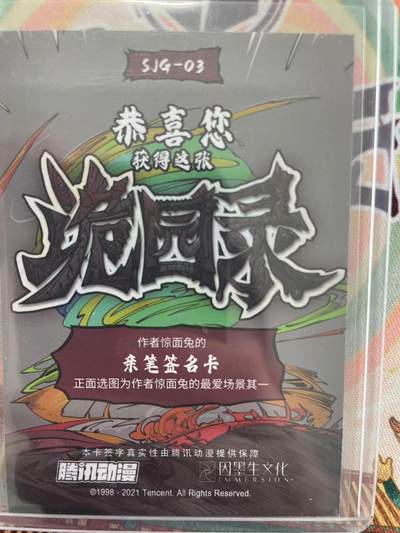 SJG-03
恭喜您
获得这张
诡园录
作者惊面兔的
亲笔签名卡
正面选图为作者惊面兔的最爱场景其一
本卡签字真实性由腾讯动漫提供保障
腾讯动漫
因墨生文化
IMMERSION+
©1998 - 2021 Tencent. All Rights Reserved.